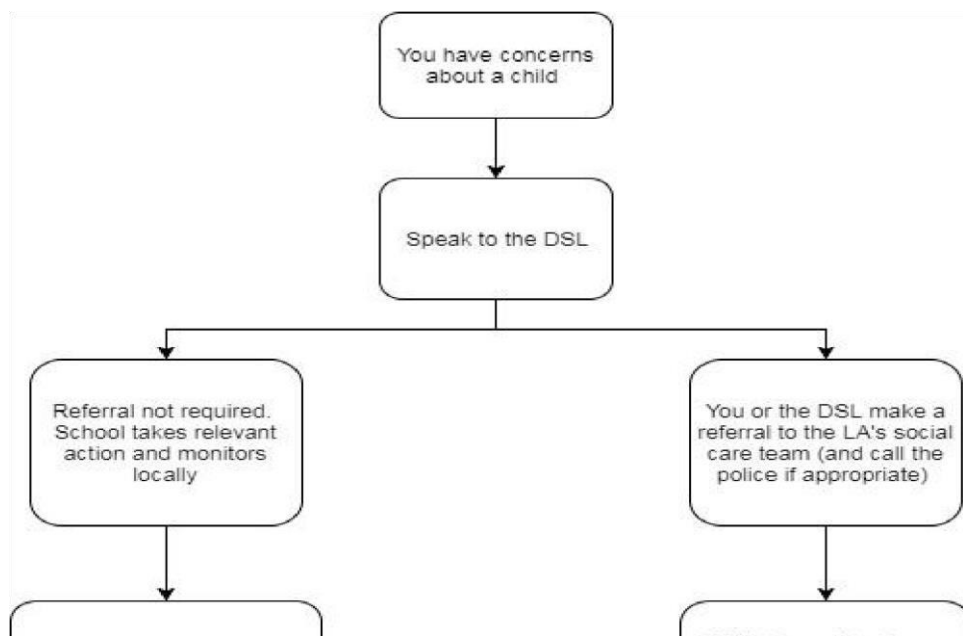 You have concerns
about a child
Speak to the DSL
Referral not required.
School takes relevant
action and monitors
locally
You or the DSL make a
referral to the LA's social
care team (and call the
police if appropriate)